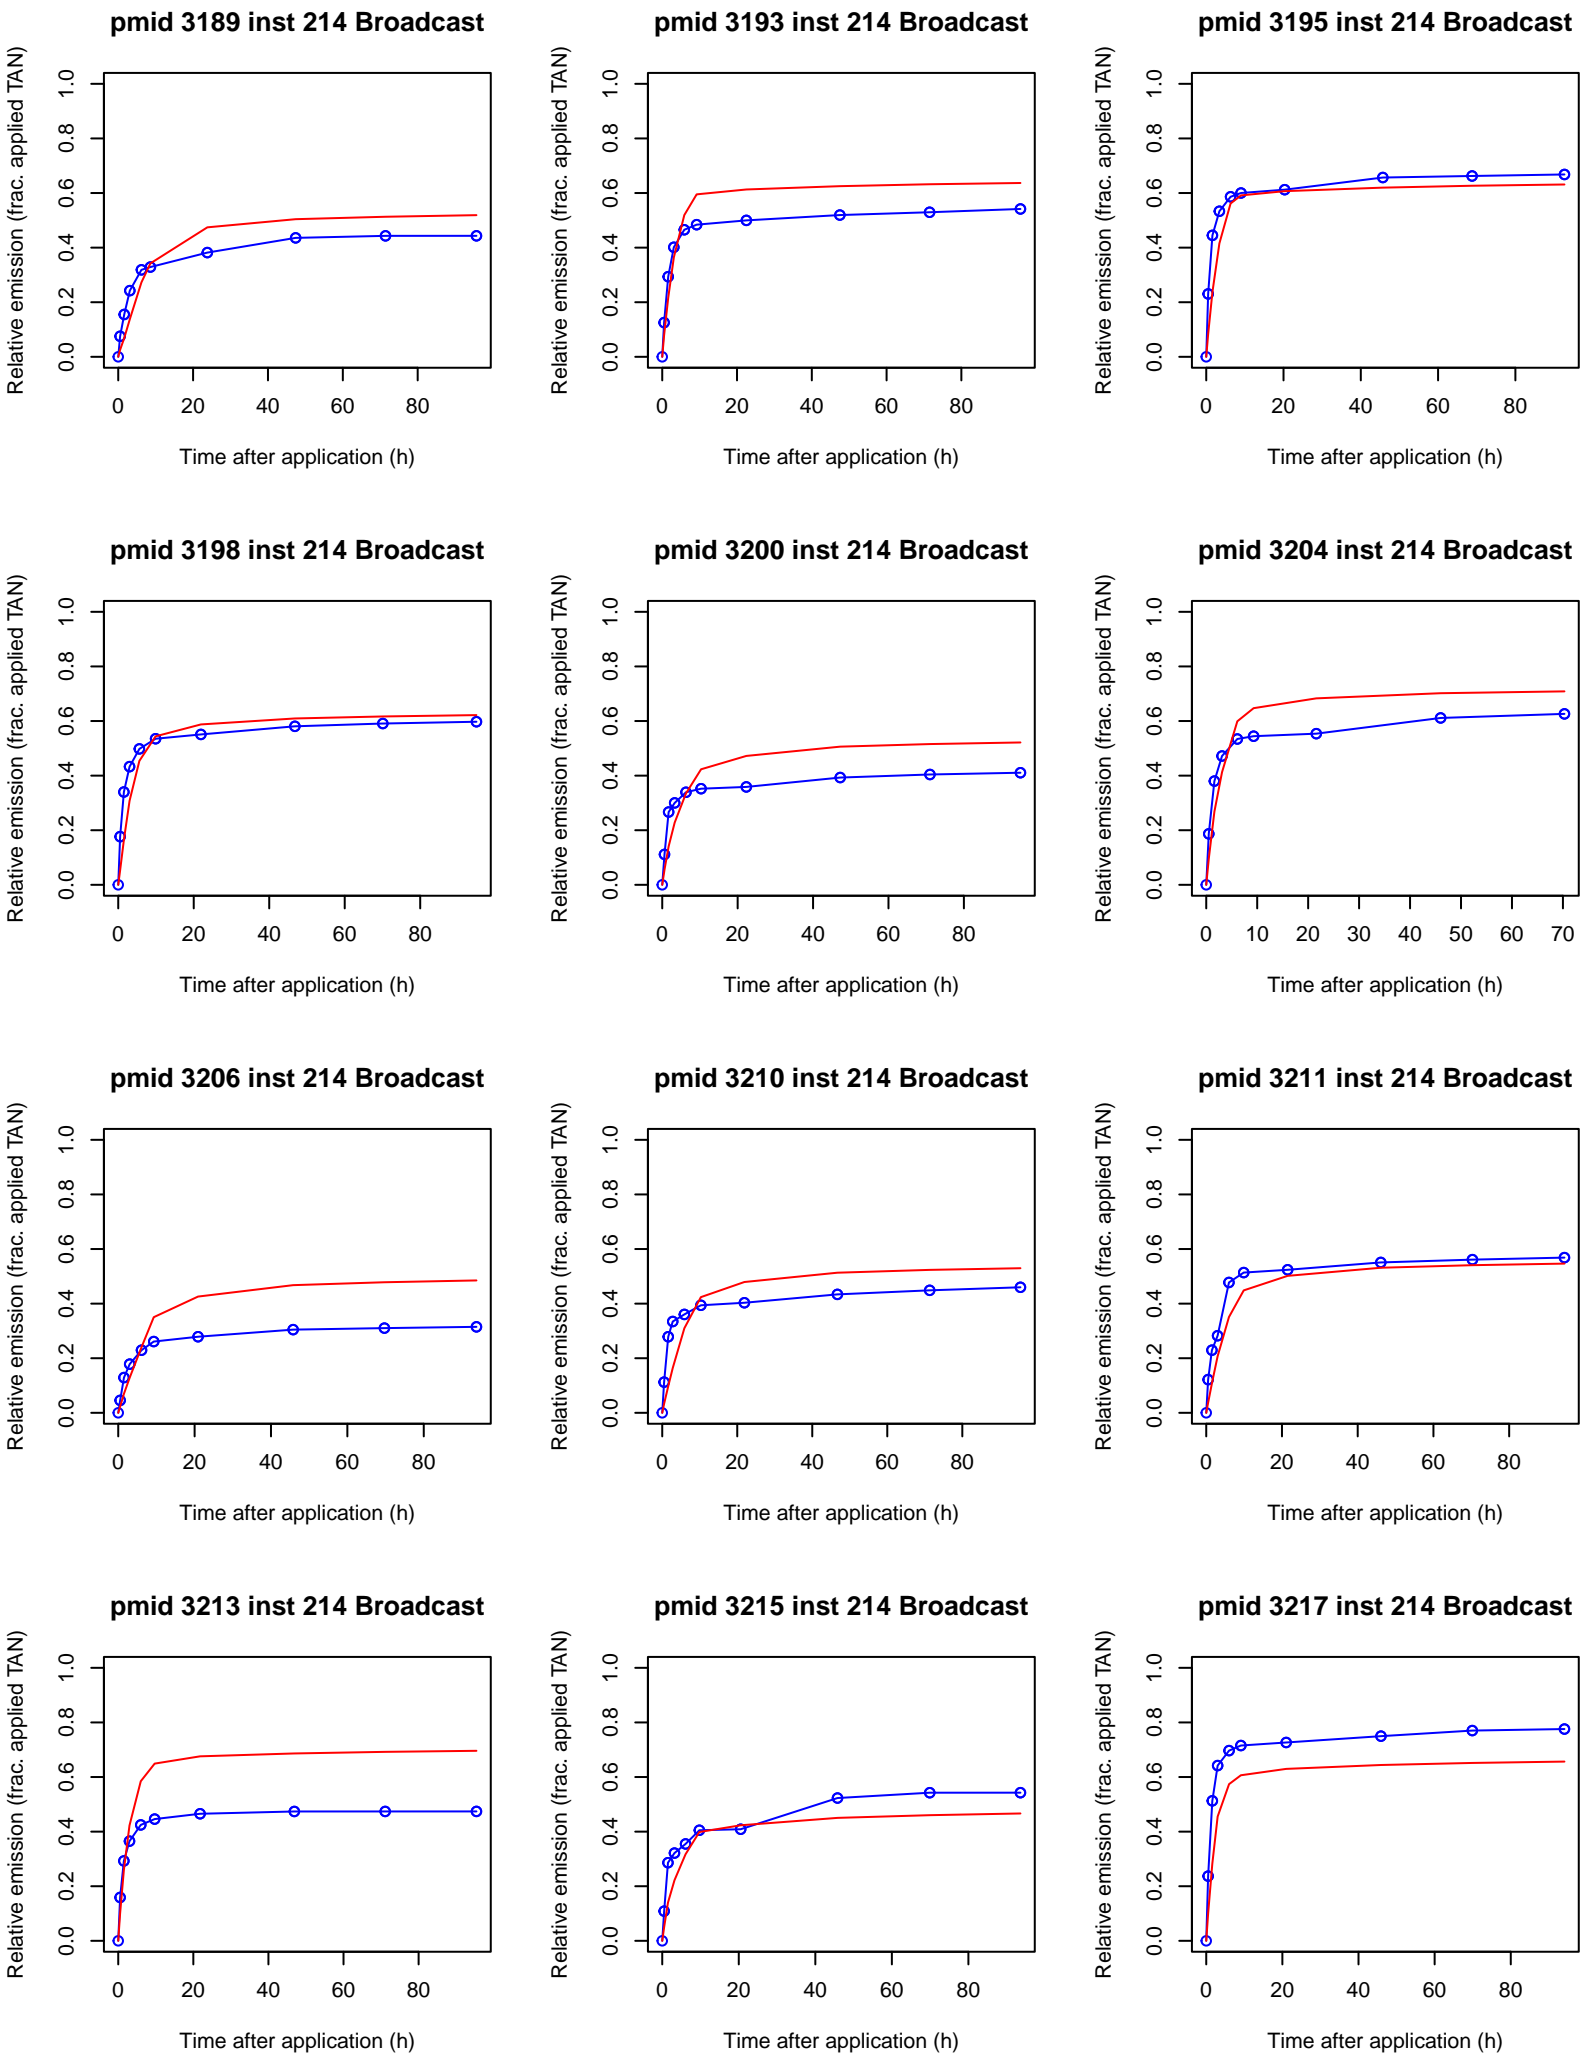 pmid 3189 inst 214 Broadcast
Relative emission (frac. applied TAN)
0.0 0.2 0.4 0.6 0.8 1.0
0 20 40 60 80
Time after application (h)
pmid 3193 inst 214 Broadcast
Relative emission (frac. applied TAN)
0.0 0.2 0.4 0.6 0.8 1.0
0 20 40 60 80
Time after application (h)
pmid 3195 inst 214 Broadcast
Relative emission (frac. applied TAN)
0.0 0.2 0.4 0.6 0.8 1.0
0 20 40 60 80
Time after application (h)
pmid 3198 inst 214 Broadcast
Relative emission (frac. applied TAN)
0.0 0.2 0.4 0.6 0.8 1.0
0 20 40 60 80
Time after application (h)
pmid 3200 inst 214 Broadcast
Relative emission (frac. applied TAN)
0.0 0.2 0.4 0.6 0.8 1.0
0 20 40 60 80
Time after application (h)
pmid 3204 inst 214 Broadcast
Relative emission (frac. applied TAN)
0.0 0.2 0.4 0.6 0.8 1.0
0 10 20 30 40 50 60 70
Time after application (h)
pmid 3206 inst 214 Broadcast
Relative emission (frac. applied TAN)
0.0 0.2 0.4 0.6 0.8 1.0
0 20 40 60 80
Time after application (h)
pmid 3210 inst 214 Broadcast
Relative emission (frac. applied TAN)
0.0 0.2 0.4 0.6 0.8 1.0
0 20 40 60 80
Time after application (h)
pmid 3211 inst 214 Broadcast
Relative emission (frac. applied TAN)
0.0 0.2 0.4 0.6 0.8 1.0
0 20 40 60 80
Time after application (h)
pmid 3213 inst 214 Broadcast
Relative emission (frac. applied TAN)
0.0 0.2 0.4 0.6 0.8 1.0
0 20 40 60 80
Time after application (h)
pmid 3215 inst 214 Broadcast
Relative emission (frac. applied TAN)
0.0 0.2 0.4 0.6 0.8 1.0
0 20 40 60 80
Time after application (h)
pmid 3217 inst 214 Broadcast
Relative emission (frac. applied TAN)
0.0 0.2 0.4 0.6 0.8 1.0
0 20 40 60 80
Time after application (h)